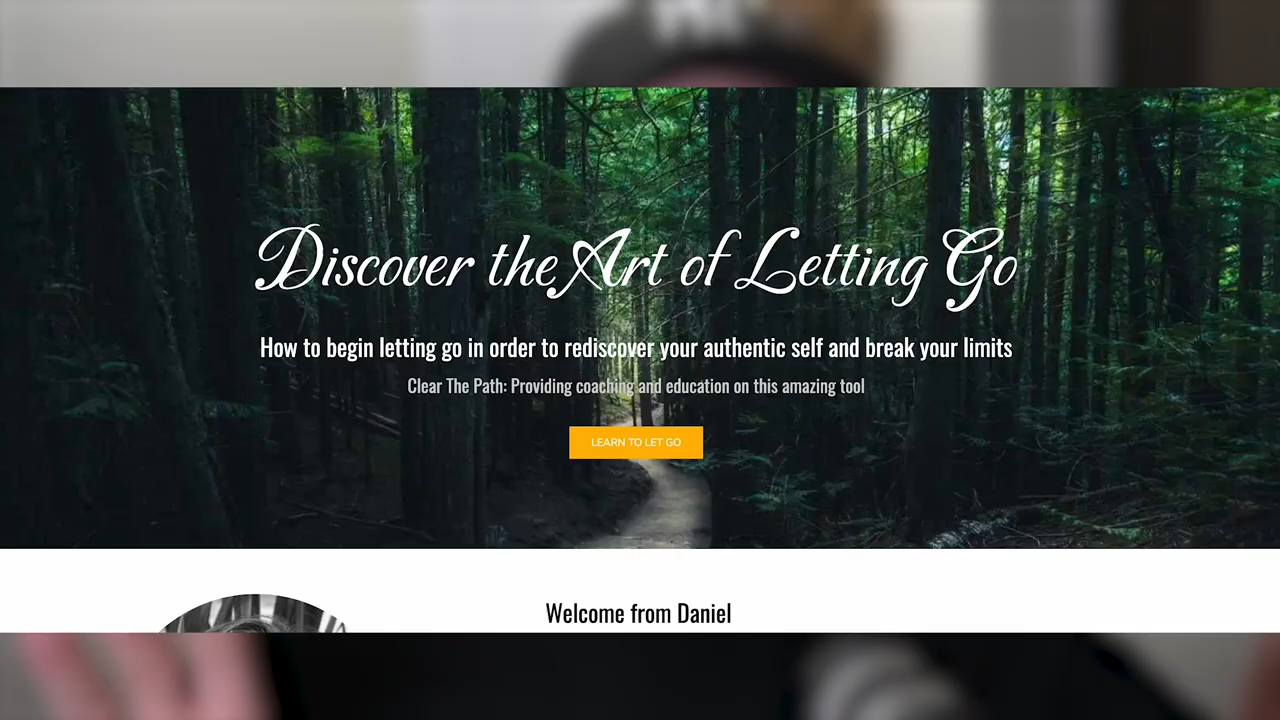 Discover the Art of Letting Go
How to begin letting go in order to rediscover your authentic self and break your limits
Clear The Path: Providing coaching and education on this amazing tool
LEARN TO LET GO
Welcome from Daniel